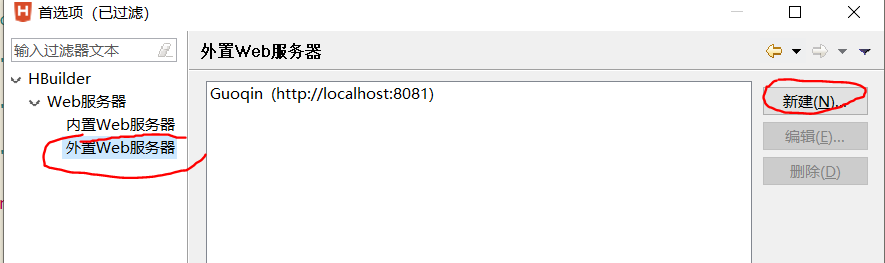 首选项（已过滤）
输入过滤器文本
HBuilder
Web服务器
内置Web服务器
外置Web服务器
外置Web服务器
Guoqin (http://localhost:8081)
新建(N)...
编辑(E)...
删除(D)